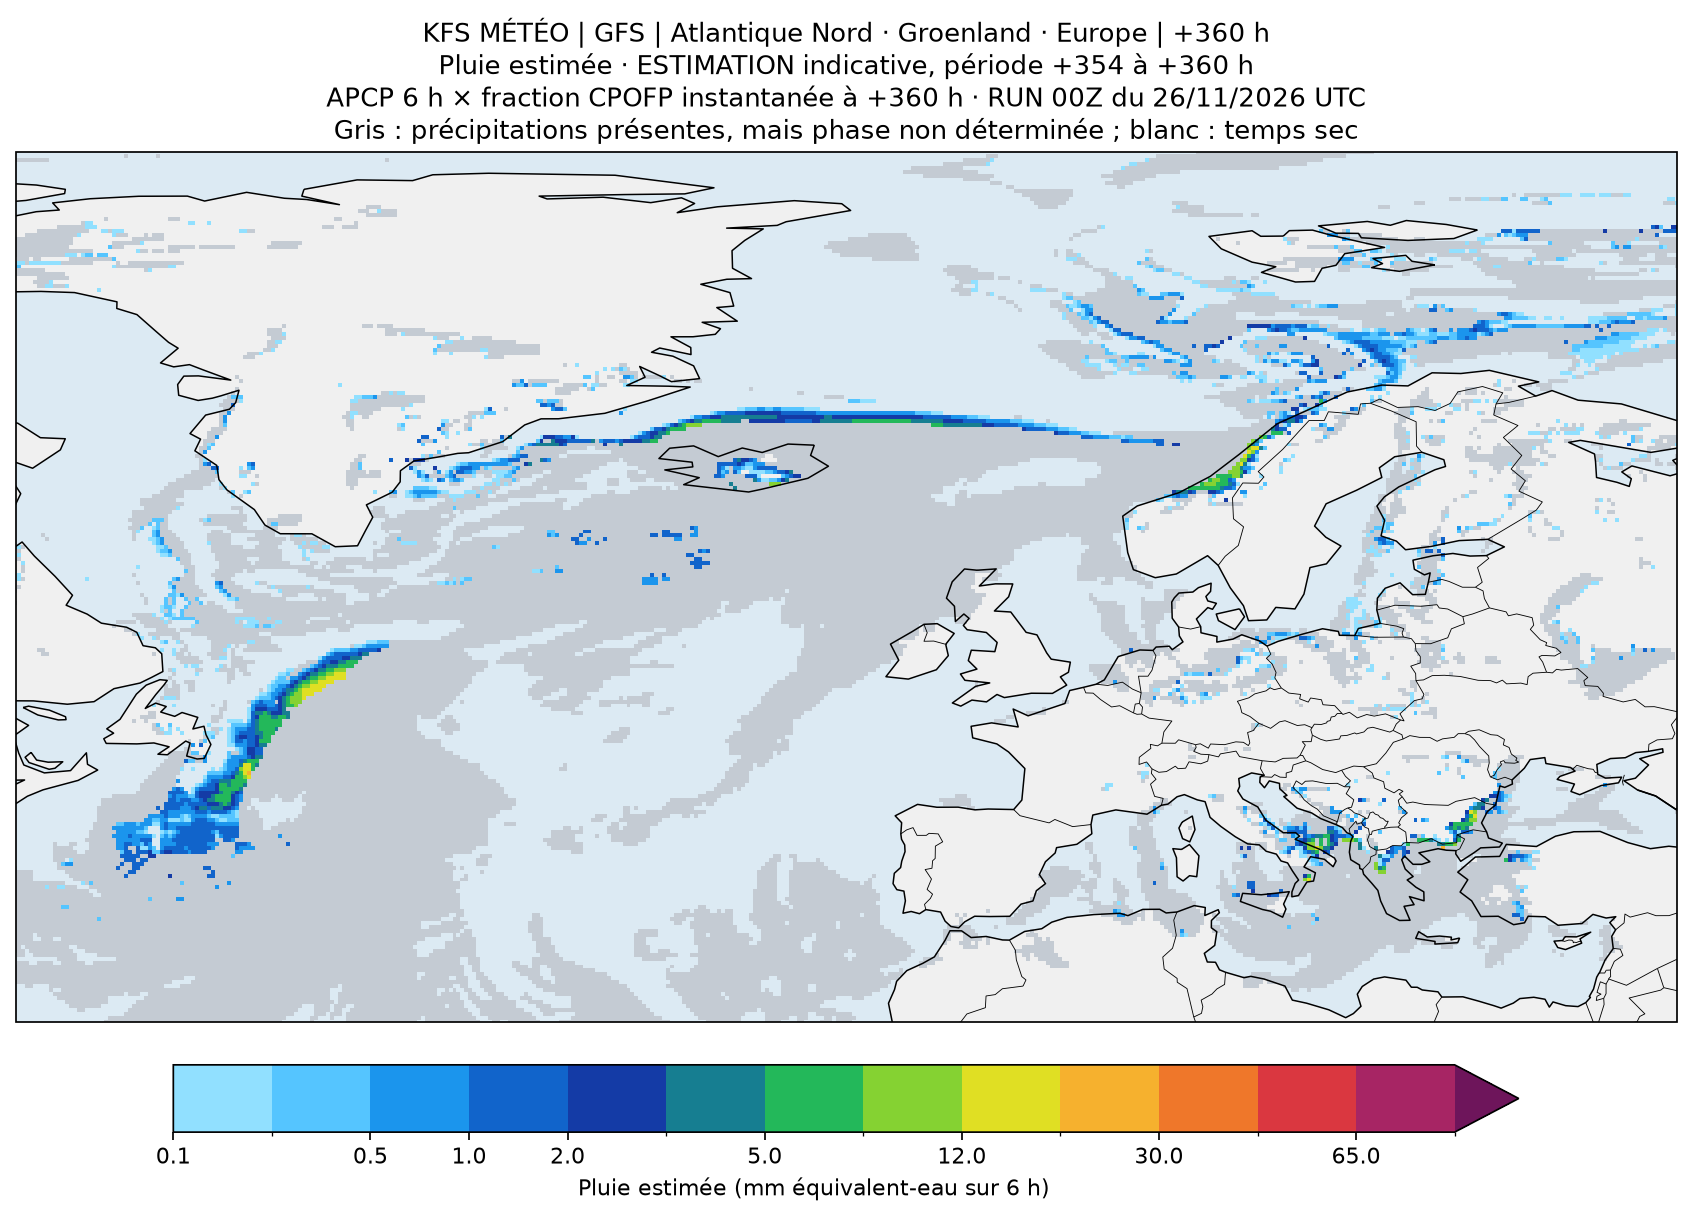 KFS MÉTÉO | GFS | Atlantique Nord · Groenland · Europe | +360 h
Pluie estimée · ESTIMATION indicative, période +354 à +360 h
APCP 6 h × fraction CPOFP instantanée à +360 h · RUN 00Z du 26/11/2026 UTC
Gris : précipitations présentes, mais phase non déterminée ; blanc : temps sec
0.1 0.5 1.0 2.0 5.0 12.0 30.0 65.0
Pluie estimée (mm équivalent-eau sur 6 h)